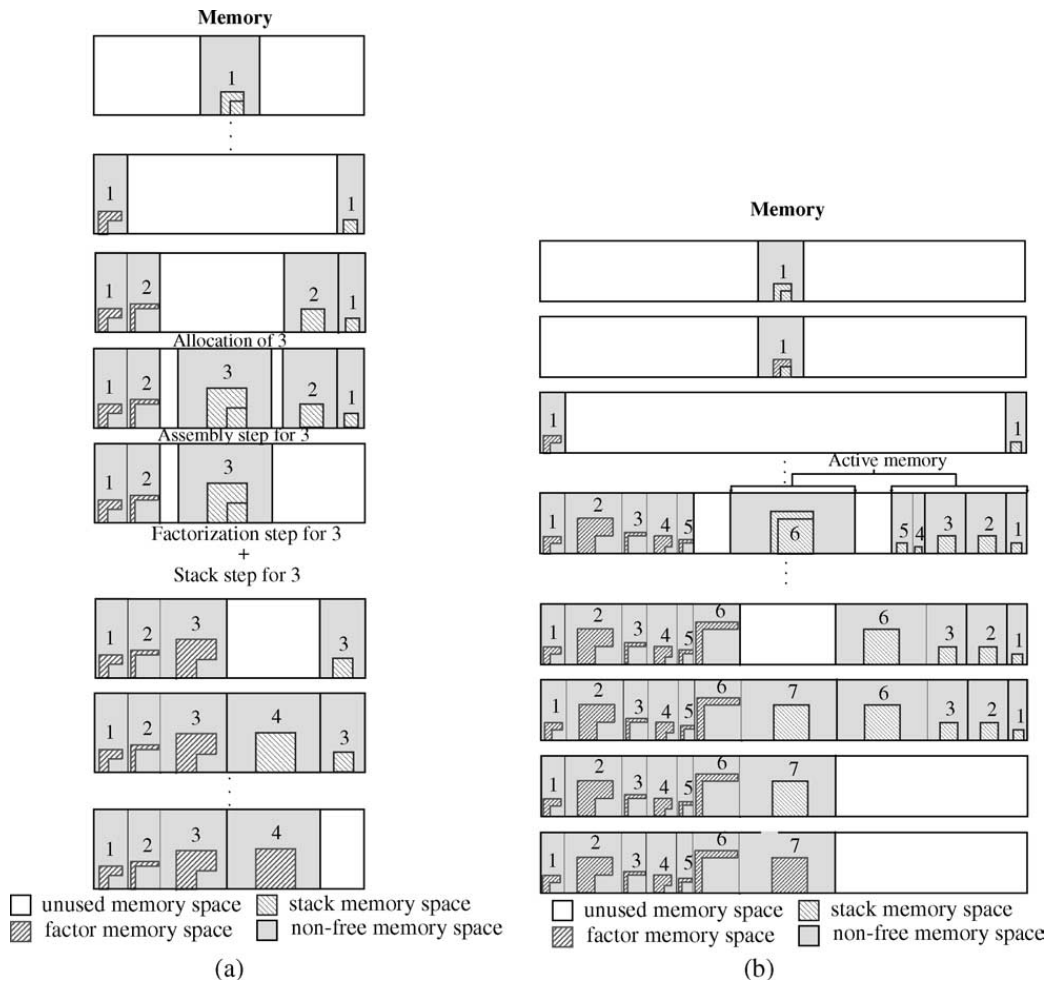 Memory
1
1 1
1 2 2 1
Allocation of 3
1 2 3 2 1
Assembly step for 3
1 2 3
Factorization step for 3
+
Stack step for 3
1 2 3 3
1 2 3 4 3
1 2 3 4
unused memory space stack memory space
factor memory space non-free memory space
(a)
Memory
1
1
1 1
Active memory
1 2 3 4 5 6 5 4 3 2 1
1 2 3 4 5 6 6 3 2 1
1 2 3 4 5 6 7 6 3 2 1
1 2 3 4 5 6 7
1 2 3 4 5 6 7
unused memory space stack memory space
factor memory space non-free memory space
(b)